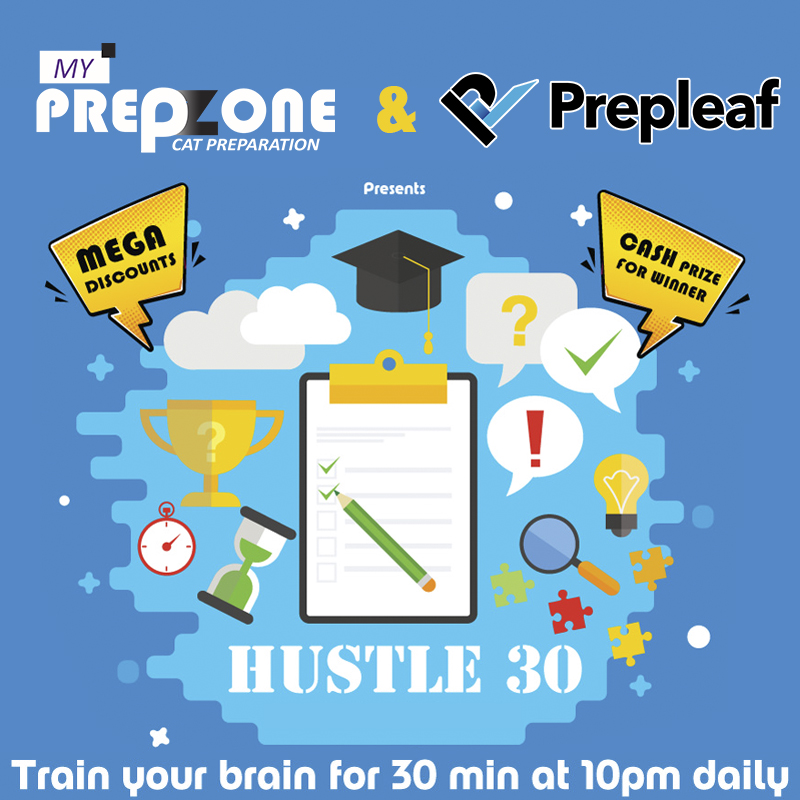 MY
PREPZONE
CAT PREPARATION
&
Prepleaf
Presents
MEGA
DISCOUNTS
CASH PRIZE
FOR WINNER
?
?
!
HUSTLE 30
Train your brain for 30 min at 10pm daily